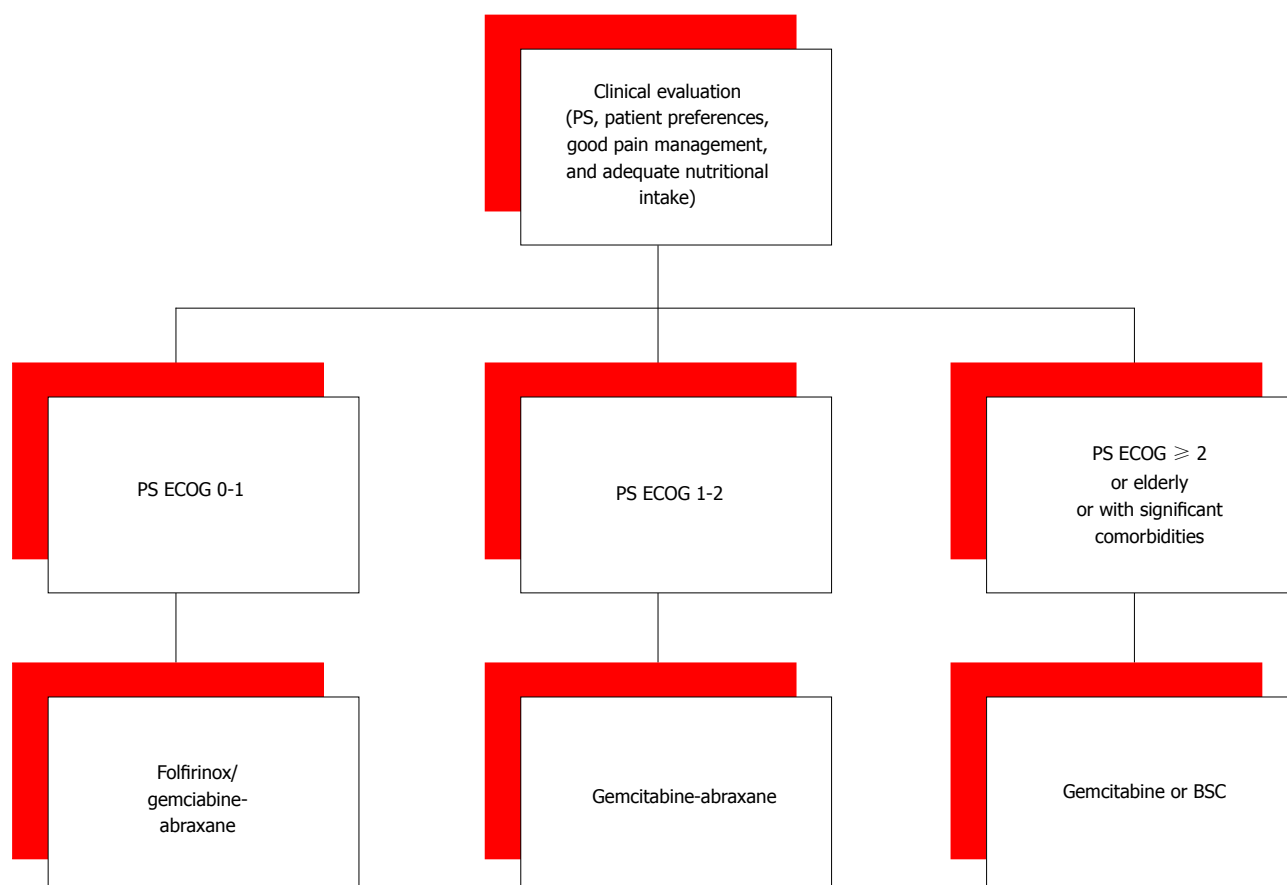 Clinical evaluation
(PS, patient preferences,
good pain management,
and adequate nutritional
intake)
PS ECOG 0-1
PS ECOG 1-2
PS ECOG ≥ 2
or elderly
or with significant
comorbidities
Folfirinox/
gemciabine-
abraxane
Gemcitabine-abraxane
Gemcitabine or BSC